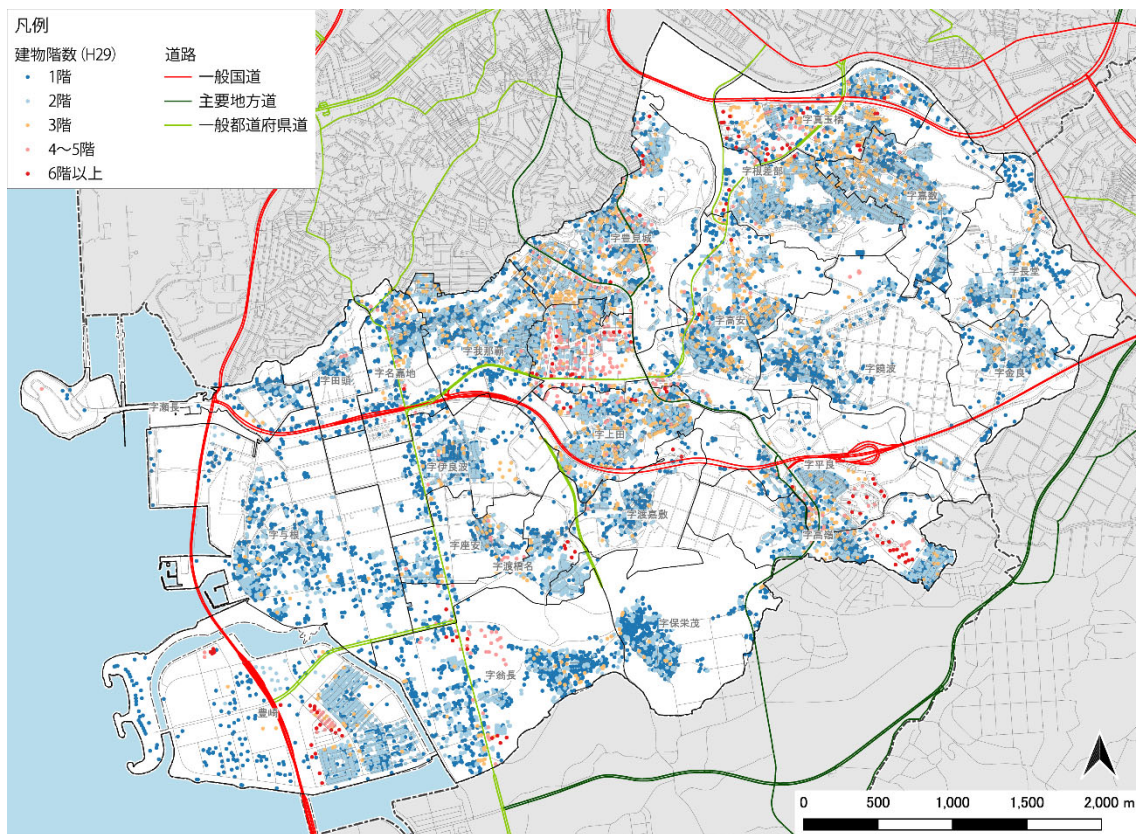 凡例
建物階数(H29)
1階
2階
3階
4～5階
6階以上
道路
一般国道
主要地方道
一般都道府県道
字真玉橋
字根差部
字嘉数
字豊見城
字長堂
字高安
字我那覇
字饒波
字金良
字田頭
字名嘉地
字瀬長
字上田
字伊良波
字平良
字渡嘉敷
字与根
字座安
字高嶺
字渡橋名
字保栄茂
字翁長
豊崎
0 500 1,000 1,500 2,000 m